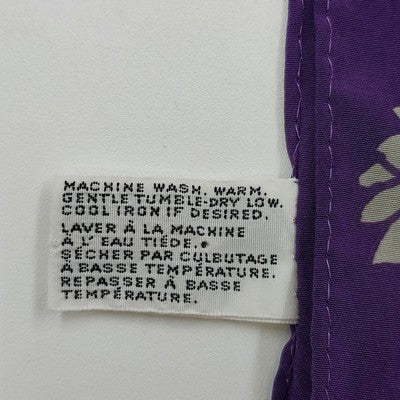 MACHINE WASH. WARM.
GENTLE TUMBLE-DRY LOW.
COOL IRON IF DESIRED.
LAVER À LA MACHINE
À L'EAU TIÈDE.
SÉCHER PAR CULBUTAGE
À BASSE TEMPÉRATURE.
REPASSER À BASSE
TEMPÉRATURE.